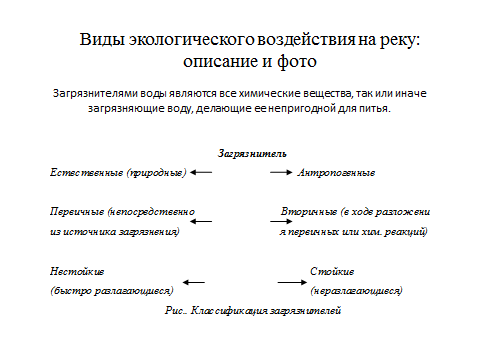 Виды экологического воздействия на реку:
описание и фото
Загрязнителями воды являются все химические вещества, так или иначе
загрязняющие воду, делающие ее непригодной для питья.
Загрязнитель
Естественные (природные) Антропогенные
Первичные (непосредственно Вторичные (в ходе разложени
из источника загрязнения) я первичных или хим. реакций)
Нестойкие Стойкие
(быстро разлагающиеся) (неразлагающиеся)
Рис.. Классификация загрязнителей